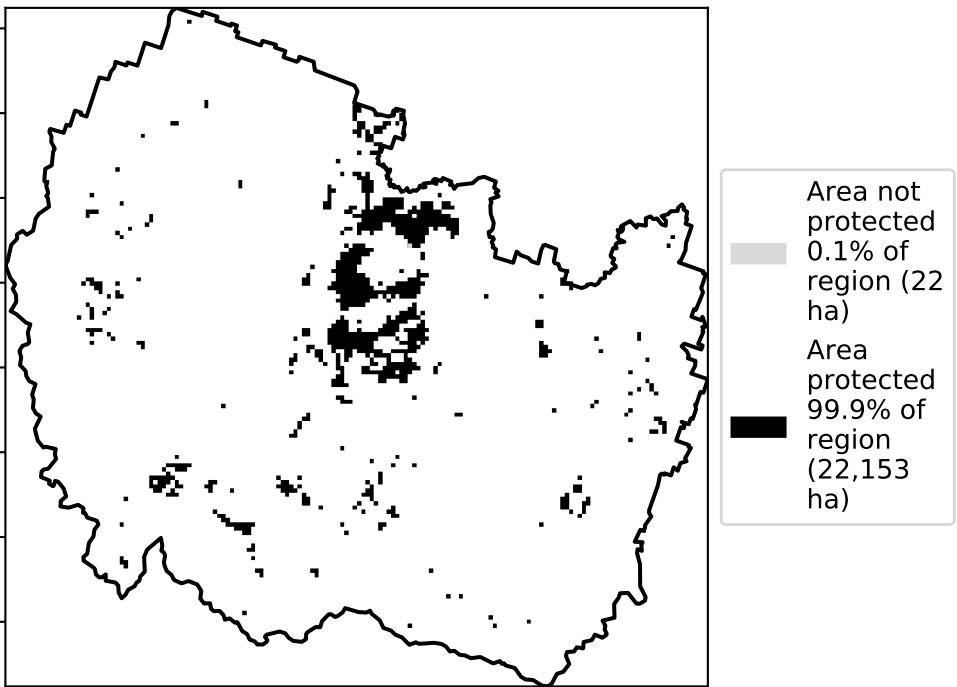 Area not
protected
0.1% of
region (22
ha)
Area
protected
99.9% of
region
(22,153
ha)